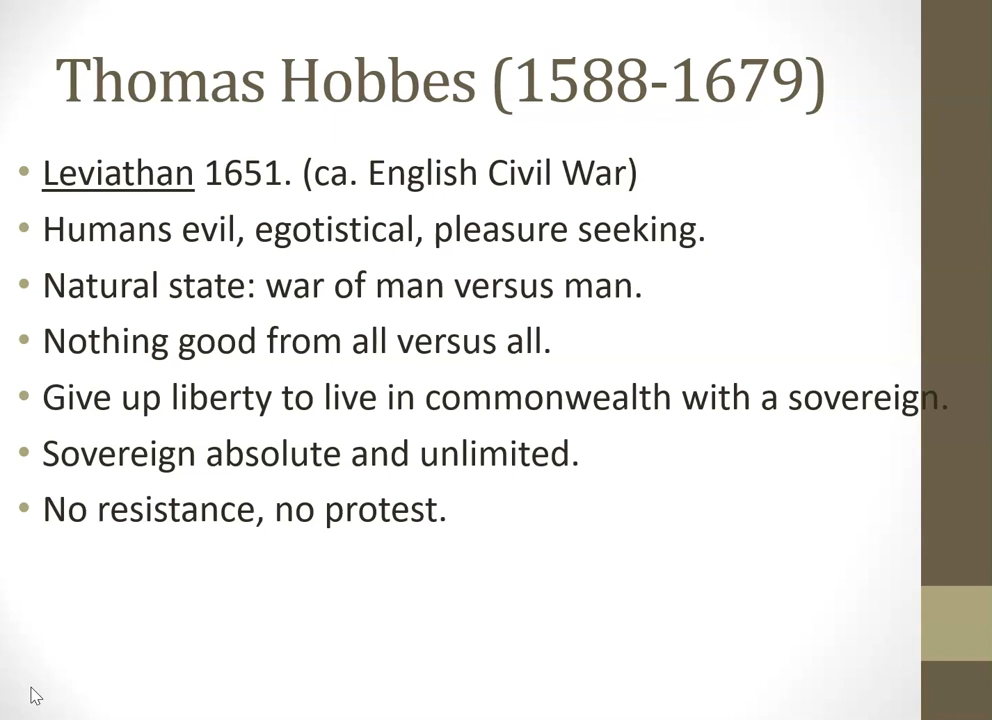 Thomas Hobbes (1588-1679)
• Leviathan 1651. (ca. English Civil War)
• Humans evil, egotistical, pleasure seeking.
• Natural state: war of man versus man.
• Nothing good from all versus all.
• Give up liberty to live in commonwealth with a sovereign.
• Sovereign absolute and unlimited.
• No resistance, no protest.